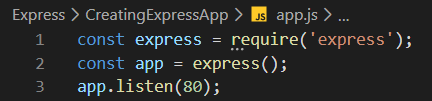 Express > CreatingExpressApp > JS app.js > ...
1 const express = require('express');
2 const app = express();
3 app.listen(80);